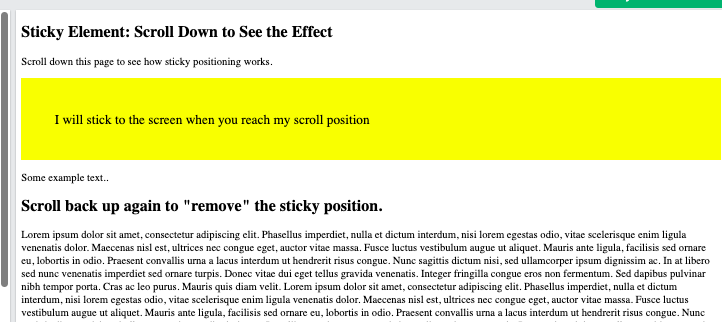 Sticky Element: Scroll Down to See the Effect
Scroll down this page to see how sticky positioning works.
I will stick to the screen when you reach my scroll position
Some example text..
Scroll back up again to "remove" the sticky position.
Lorem ipsum dolor sit amet, consectetur adipiscing elit. Phasellus imperdiet, nulla et dictum interdum, nisi lorem egestas odio, vitae scelerisque enim ligula
venenatis dolor. Maecenas nisl est, ultrices nec congue eget, auctor vitae massa. Fusce luctus vestibulum augue ut aliquet. Mauris ante ligula, facilisis sed ornare
eu, lobortis in odio. Praesent convallis urna a lacus interdum ut hendrerit risus congue. Nunc sagittis dictum nisi, sed ullamcorper ipsum dignissim ac. In at libero
sed nunc venenatis imperdiet sed ornare turpis. Donec vitae dui eget tellus gravida venenatis. Integer fringilla congue eros non fermentum. Sed dapibus pulvinar
nibh tempor porta. Cras ac leo purus. Mauris quis diam velit. Lorem ipsum dolor sit amet, consectetur adipiscing elit. Phasellus imperdiet, nulla et dictum
interdum, nisi lorem egestas odio, vitae scelerisque enim ligula venenatis dolor. Maecenas nisl est, ultrices nec congue eget, auctor vitae massa. Fusce luctus
vestibulum augue ut aliquet. Mauris ante ligula, facilisis sed ornare eu, lobortis in odio. Praesent convallis urna a lacus interdum ut hendrerit risus congue. Nunc